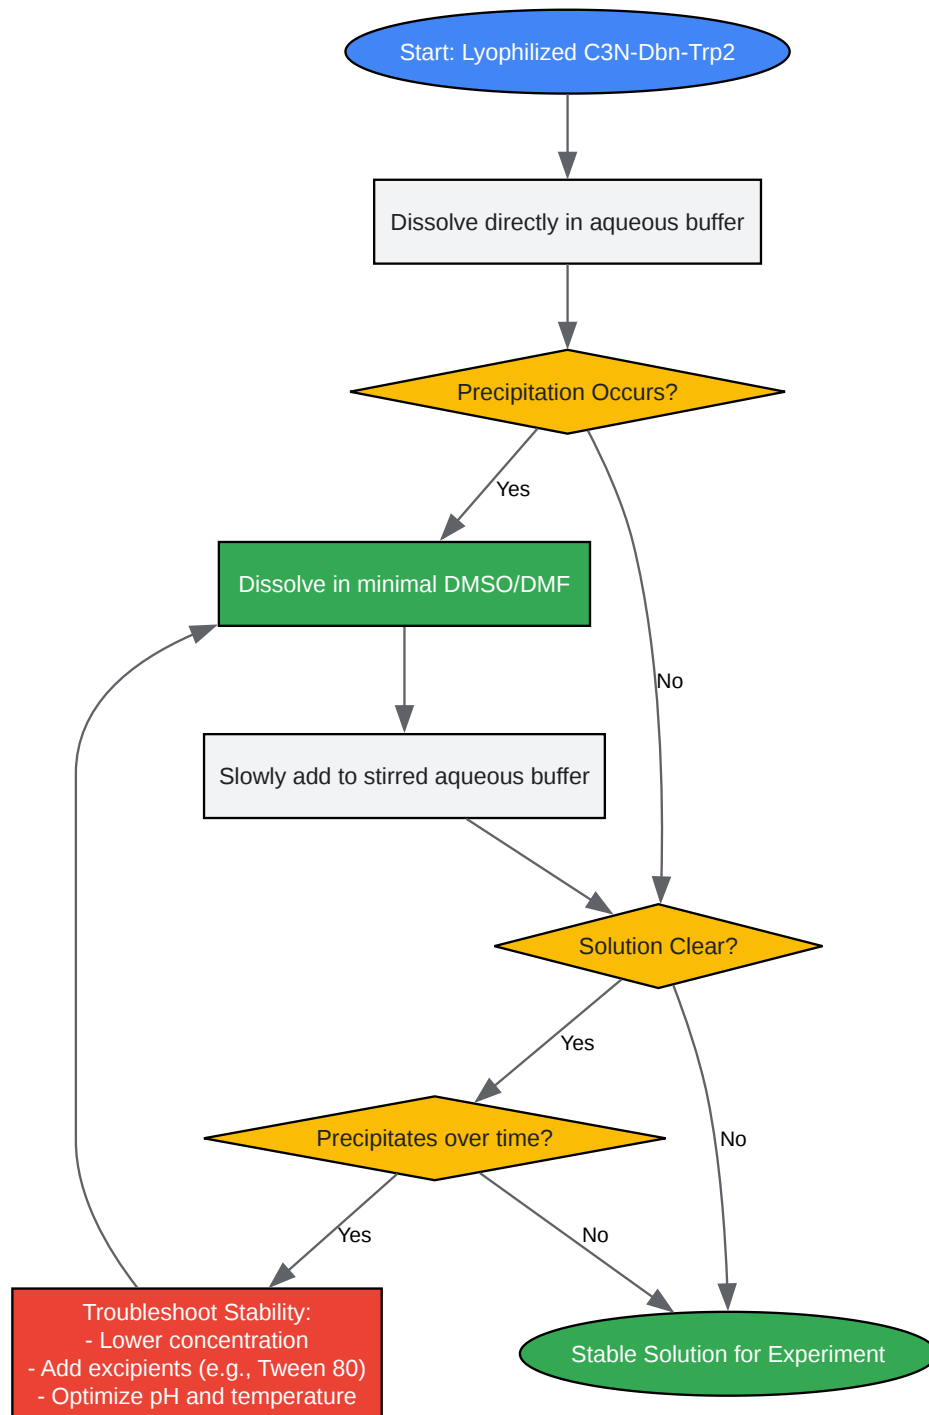 Start: Lyophilized C3N-Dbn-Trp2
Dissolve directly in aqueous buffer
Precipitation Occurs?
Yes
Dissolve in minimal DMSO/DMF
No
Slowly add to stirred aqueous buffer
Solution Clear?
Yes
Precipitates over time?
No
Yes
No
Troubleshoot Stability:
- Lower concentration
- Add excipients (e.g., Tween 80)
- Optimize pH and temperature
Stable Solution for Experiment